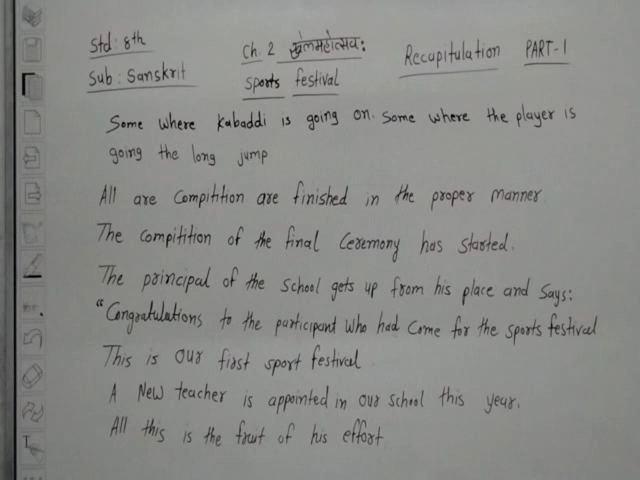 Std: 8th
Ch. 2 खेलमहोत्सव:
Recapitulation PART-1
Sub: Sanskrit
sports festival
Some where Kabaddi is going on. Some where the player is
going the long jump
All are Compitition are finished in the proper manner
The Compitition of the final Ceremony has started.
The principal of the school gets up from his place and says:
"Congratulations to the participant who had come for the sports festival
This is our first sport festival.
A New teacher is appointed in our school this year.
All this is the fruit of his effort